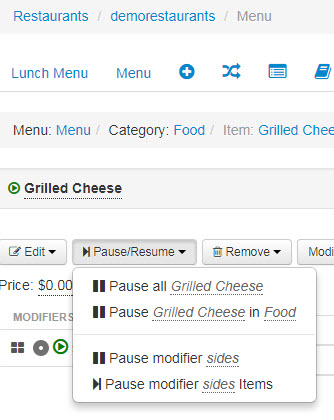 Restaurants / demorestaurants / Menu
Lunch Menu Menu
Menu: Menu / Category: Food / Item: Grilled Chee
Grilled Cheese
Edit Pause/Resume Remove Modi
Price: $0.00
Pause all Grilled Cheese
Pause Grilled Cheese in Food
MODIFIERS
Pause modifier sides
Pause modifier sides Items